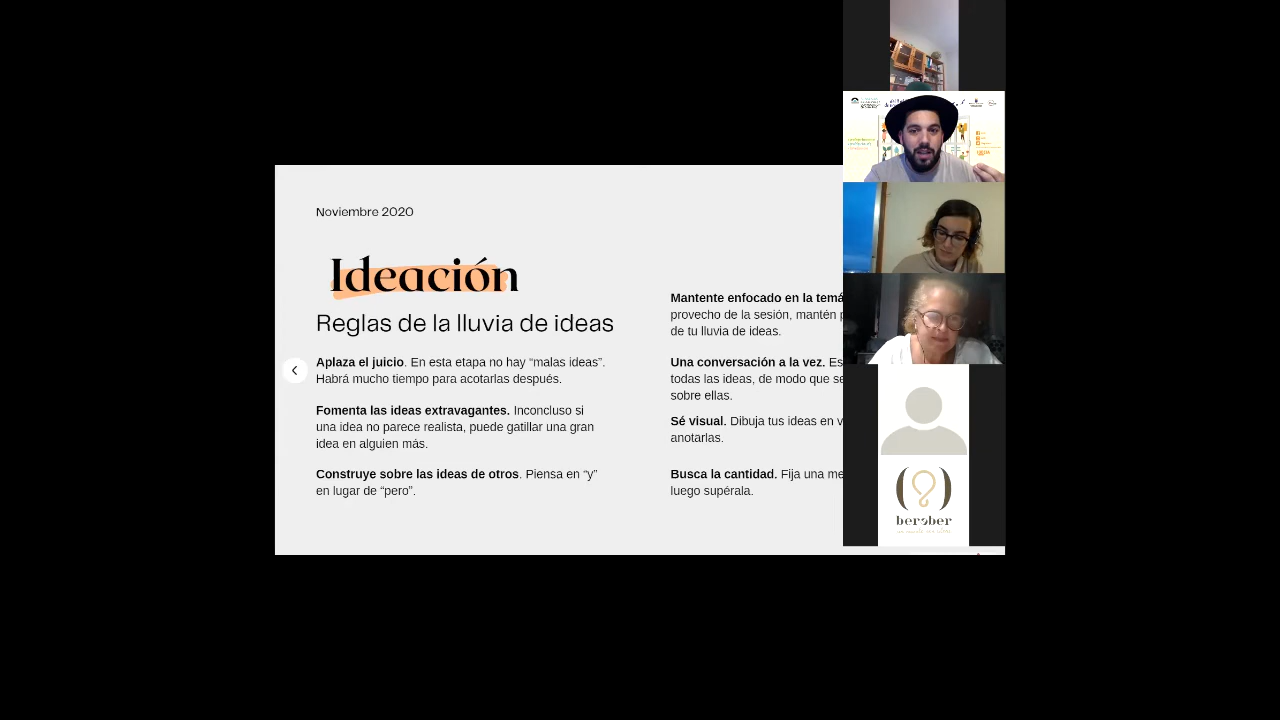 Noviembre 2020
Ideación
Reglas de la lluvia de ideas
Aplaza el juicio. En esta etapa no hay “malas ideas”.
Habrá mucho tiempo para acotarlas después.
Fomenta las ideas extravagantes. Inconcluso si
una idea no parece realista, puede gatillar una gran
idea en alguien más.
Construye sobre las ideas de otros. Piensa en “y”
en lugar de “pero”.
Mantente enfocado en la temá
provecho de la sesión, mantén
de tu lluvia de ideas.
Una conversación a la vez. Es
todas las ideas, de modo que se
sobre ellas.
Sé visual. Dibuja tus ideas en v
anotarlas.
Busca la cantidad. Fija una me
luego supérala.
berober